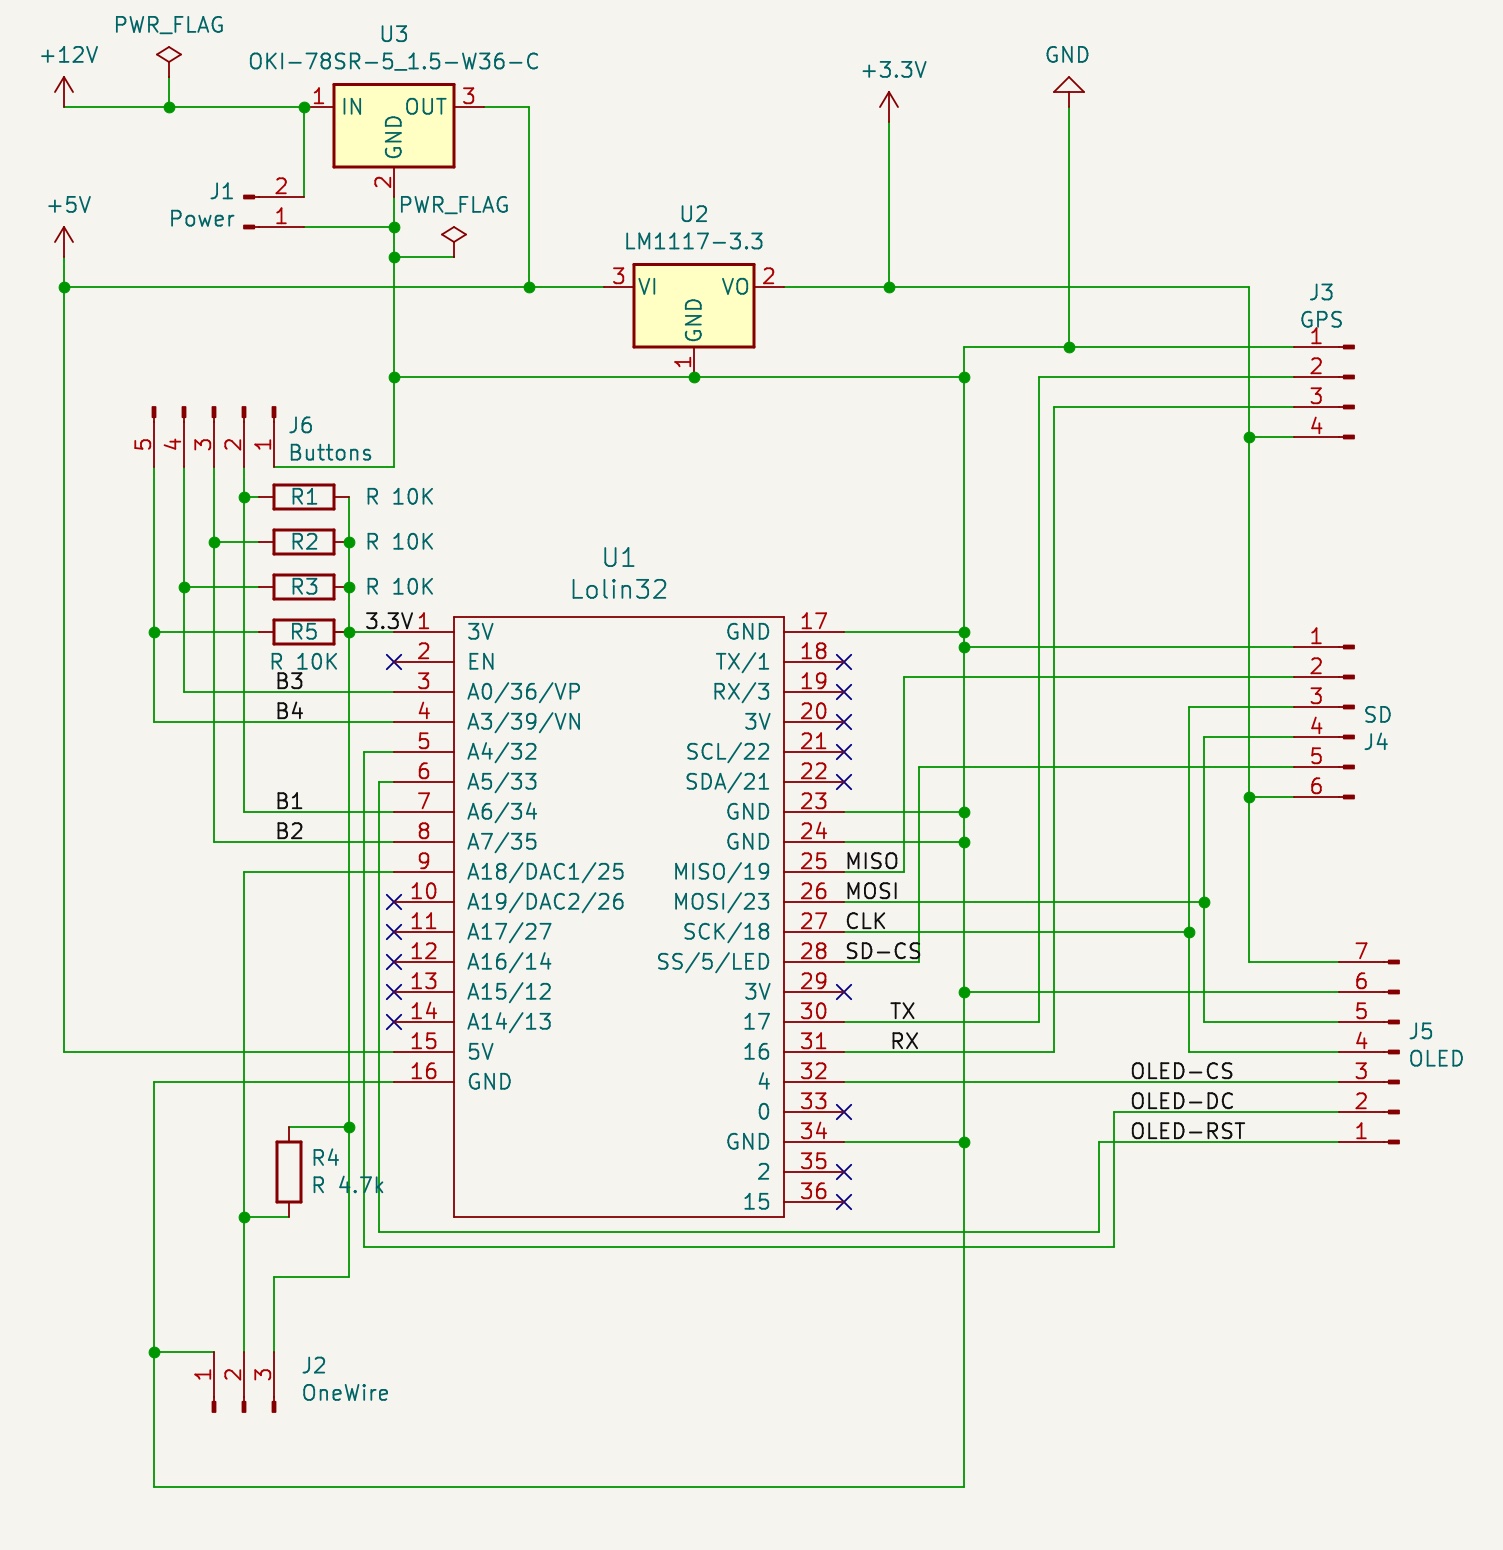 PWR_FLAG
+12V
U3
OKI-78SR-5_1.5-W36-C
1
IN
OUT
3
GND
2
+3.3V
GND
J1
Power
2
1
PWR_FLAG
+5V
U2
LM1117-3.3
3
VI
VO
2
GND
1
J3
GPS
1
2
3
4
5
4
3
2
1
J6
Buttons
R1
R 10K
R2
R 10K
R3
R 10K
R5
R 10K
3.3V
B3
B4
B1
B2
U1
Lolin32
1
3V
2
EN
3
A0/36/VP
4
A3/39/VN
5
A4/32
6
A5/33
7
A6/34
8
A7/35
9
A18/DAC1/25
10
A19/DAC2/26
11
A17/27
12
A16/14
13
A15/12
14
A14/13
15
5V
16
GND
GND
17
TX/1
18
RX/3
19
3V
20
SCL/22
21
SDA/21
22
GND
23
GND
24
MISO/19
25
MISO
MOSI/23
26
MOSI
SCK/18
27
CLK
SS/5/LED
28
SD-CS
3V
29
17
30
TX
16
31
RX
4
32
0
33
GND
34
2
35
15
36
1
2
3
4
5
6
SD
J4
7
6
5
4
3
2
1
J5
OLED
OLED-CS
OLED-DC
OLED-RST
R4
R 4.7k
1
2
3
J2
OneWire